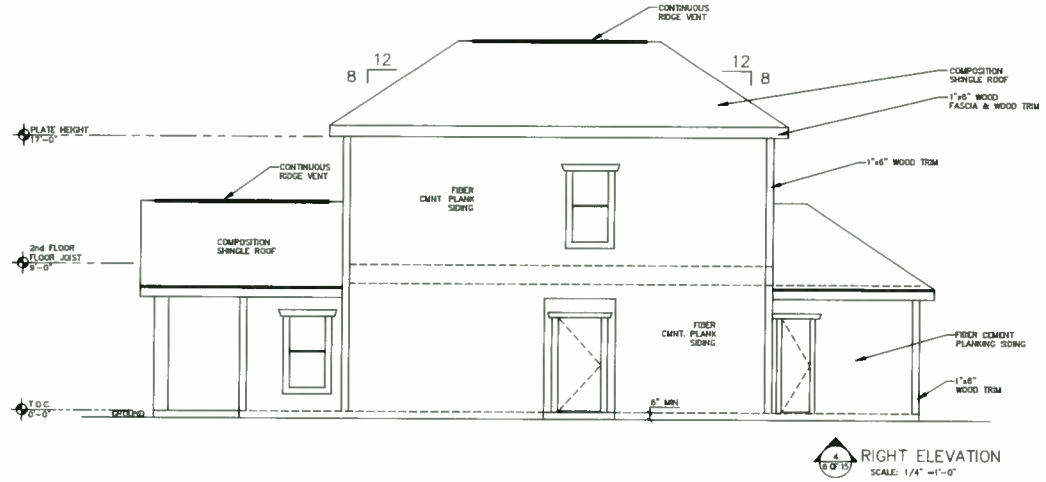 CONTINUOUS
RIDGE VENT
12
8
12
8
COMPOSITION
SHINGLE ROOF
1"x6" WOOD
FASCIA & WOOD TRIM
PLATE HEIGHT
17'-0"
1"x6" WOOD TRIM
CONTINUOUS
RIDGE VENT
FIBER
CMNT. PLANK
SIDING
COMPOSITION
SHINGLE ROOF
2nd FLOOR
FLOOR JOIST
9'-0"
FIBER
CMNT. PLANK
SIDING
FIBER CEMENT
PLANKING SIDING
1"x6"
WOOD TRIM
T.O.C.
0'-0"
GROUND
6" MIN
4
8 OF 15
RIGHT ELEVATION
SCALE: 1/4" =1'-0"